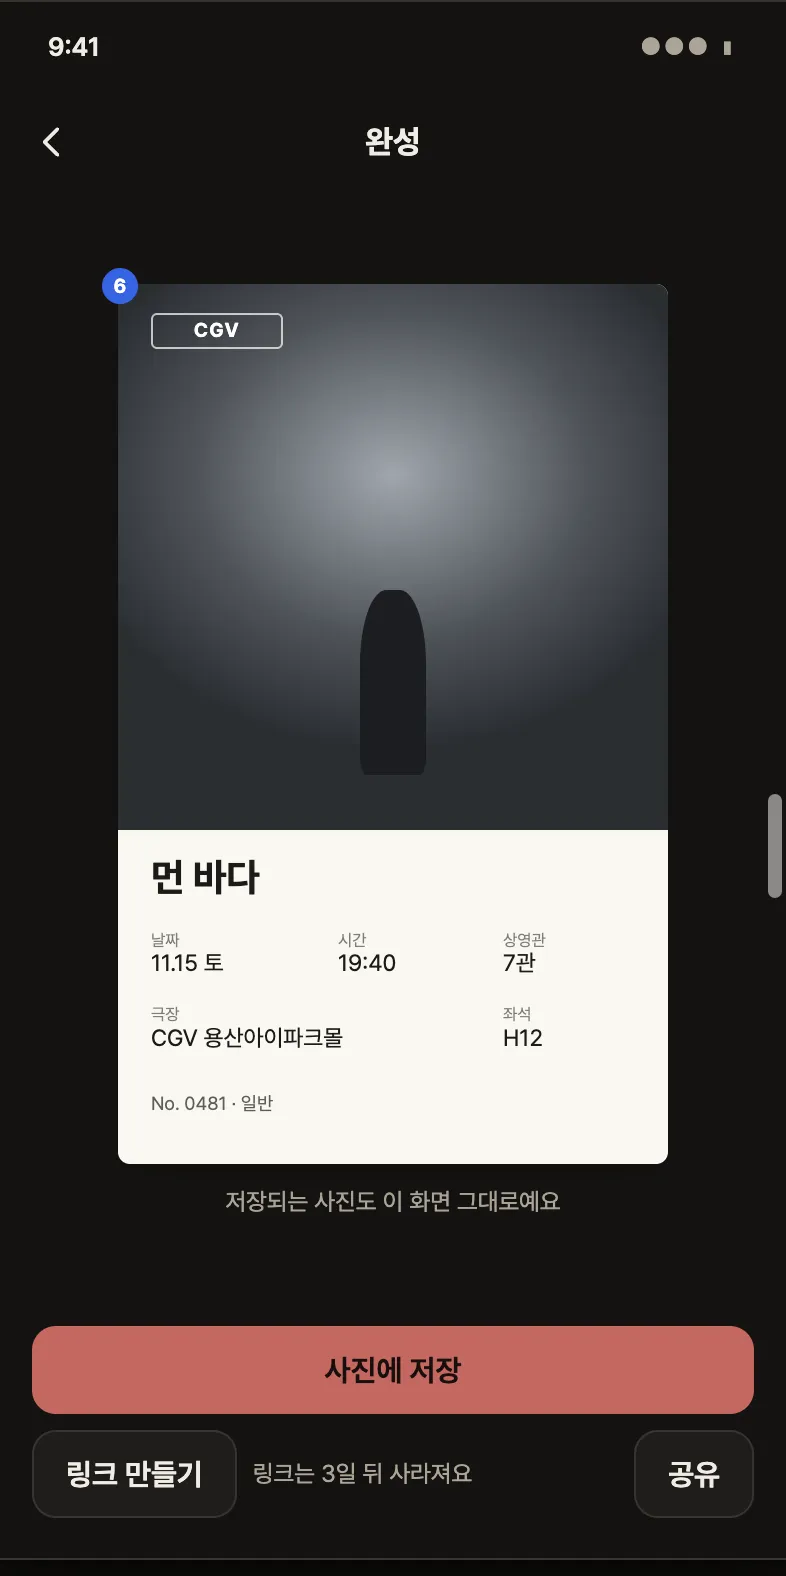 9:41
완성
6
CGV
먼 바다
날짜 시간 상영관
11.15 토 19:40 7관
극장 좌석
CGV 용산아이파크몰 H12
No. 0481 · 일반
저장되는 사진도 이 화면 그대로예요
사진에 저장
링크 만들기 링크는 3일 뒤 사라져요 공유